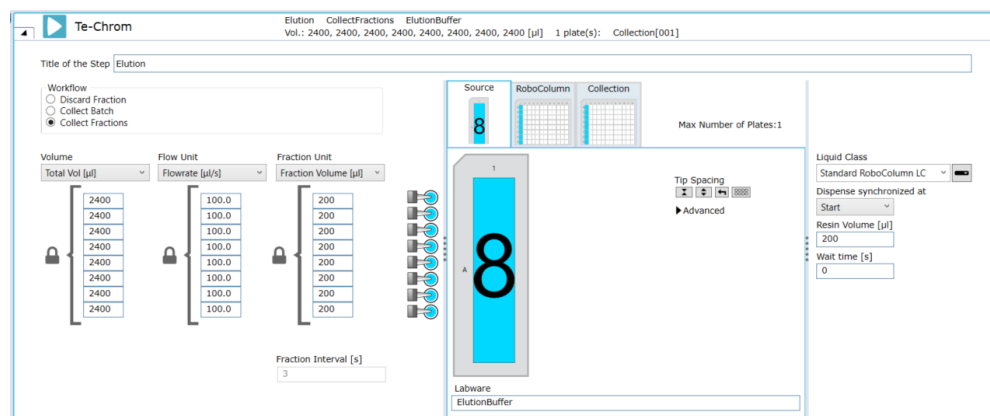 Te-Chrom
Elution CollectFractions ElutionBuffer
Vol.: 2400, 2400, 2400, 2400, 2400, 2400, 2400, 2400 [µl] 1 plate(s): Collection[001]
Title of the Step Elution
Workflow
Discard Fraction
Collect Batch
Collect Fractions
Volume Flow Unit Fraction Unit
Total Vol [µl] Flowrate [µl/s] Fraction Volume [µl]
2400 100.0 200
2400 100.0 200
2400 100.0 200
2400 100.0 200
2400 100.0 200
2400 100.0 200
2400 100.0 200
2400 100.0 200
Fraction Interval [s]
3
Source RoboColumn Collection
8
Max Number of Plates:1
1
A
8
Tip Spacing
Advanced
Labware
ElutionBuffer
Liquid Class
Standard RoboColumn LC
Dispense synchronized at
Start
Resin Volume [µl]
200
Wait time [s]
0